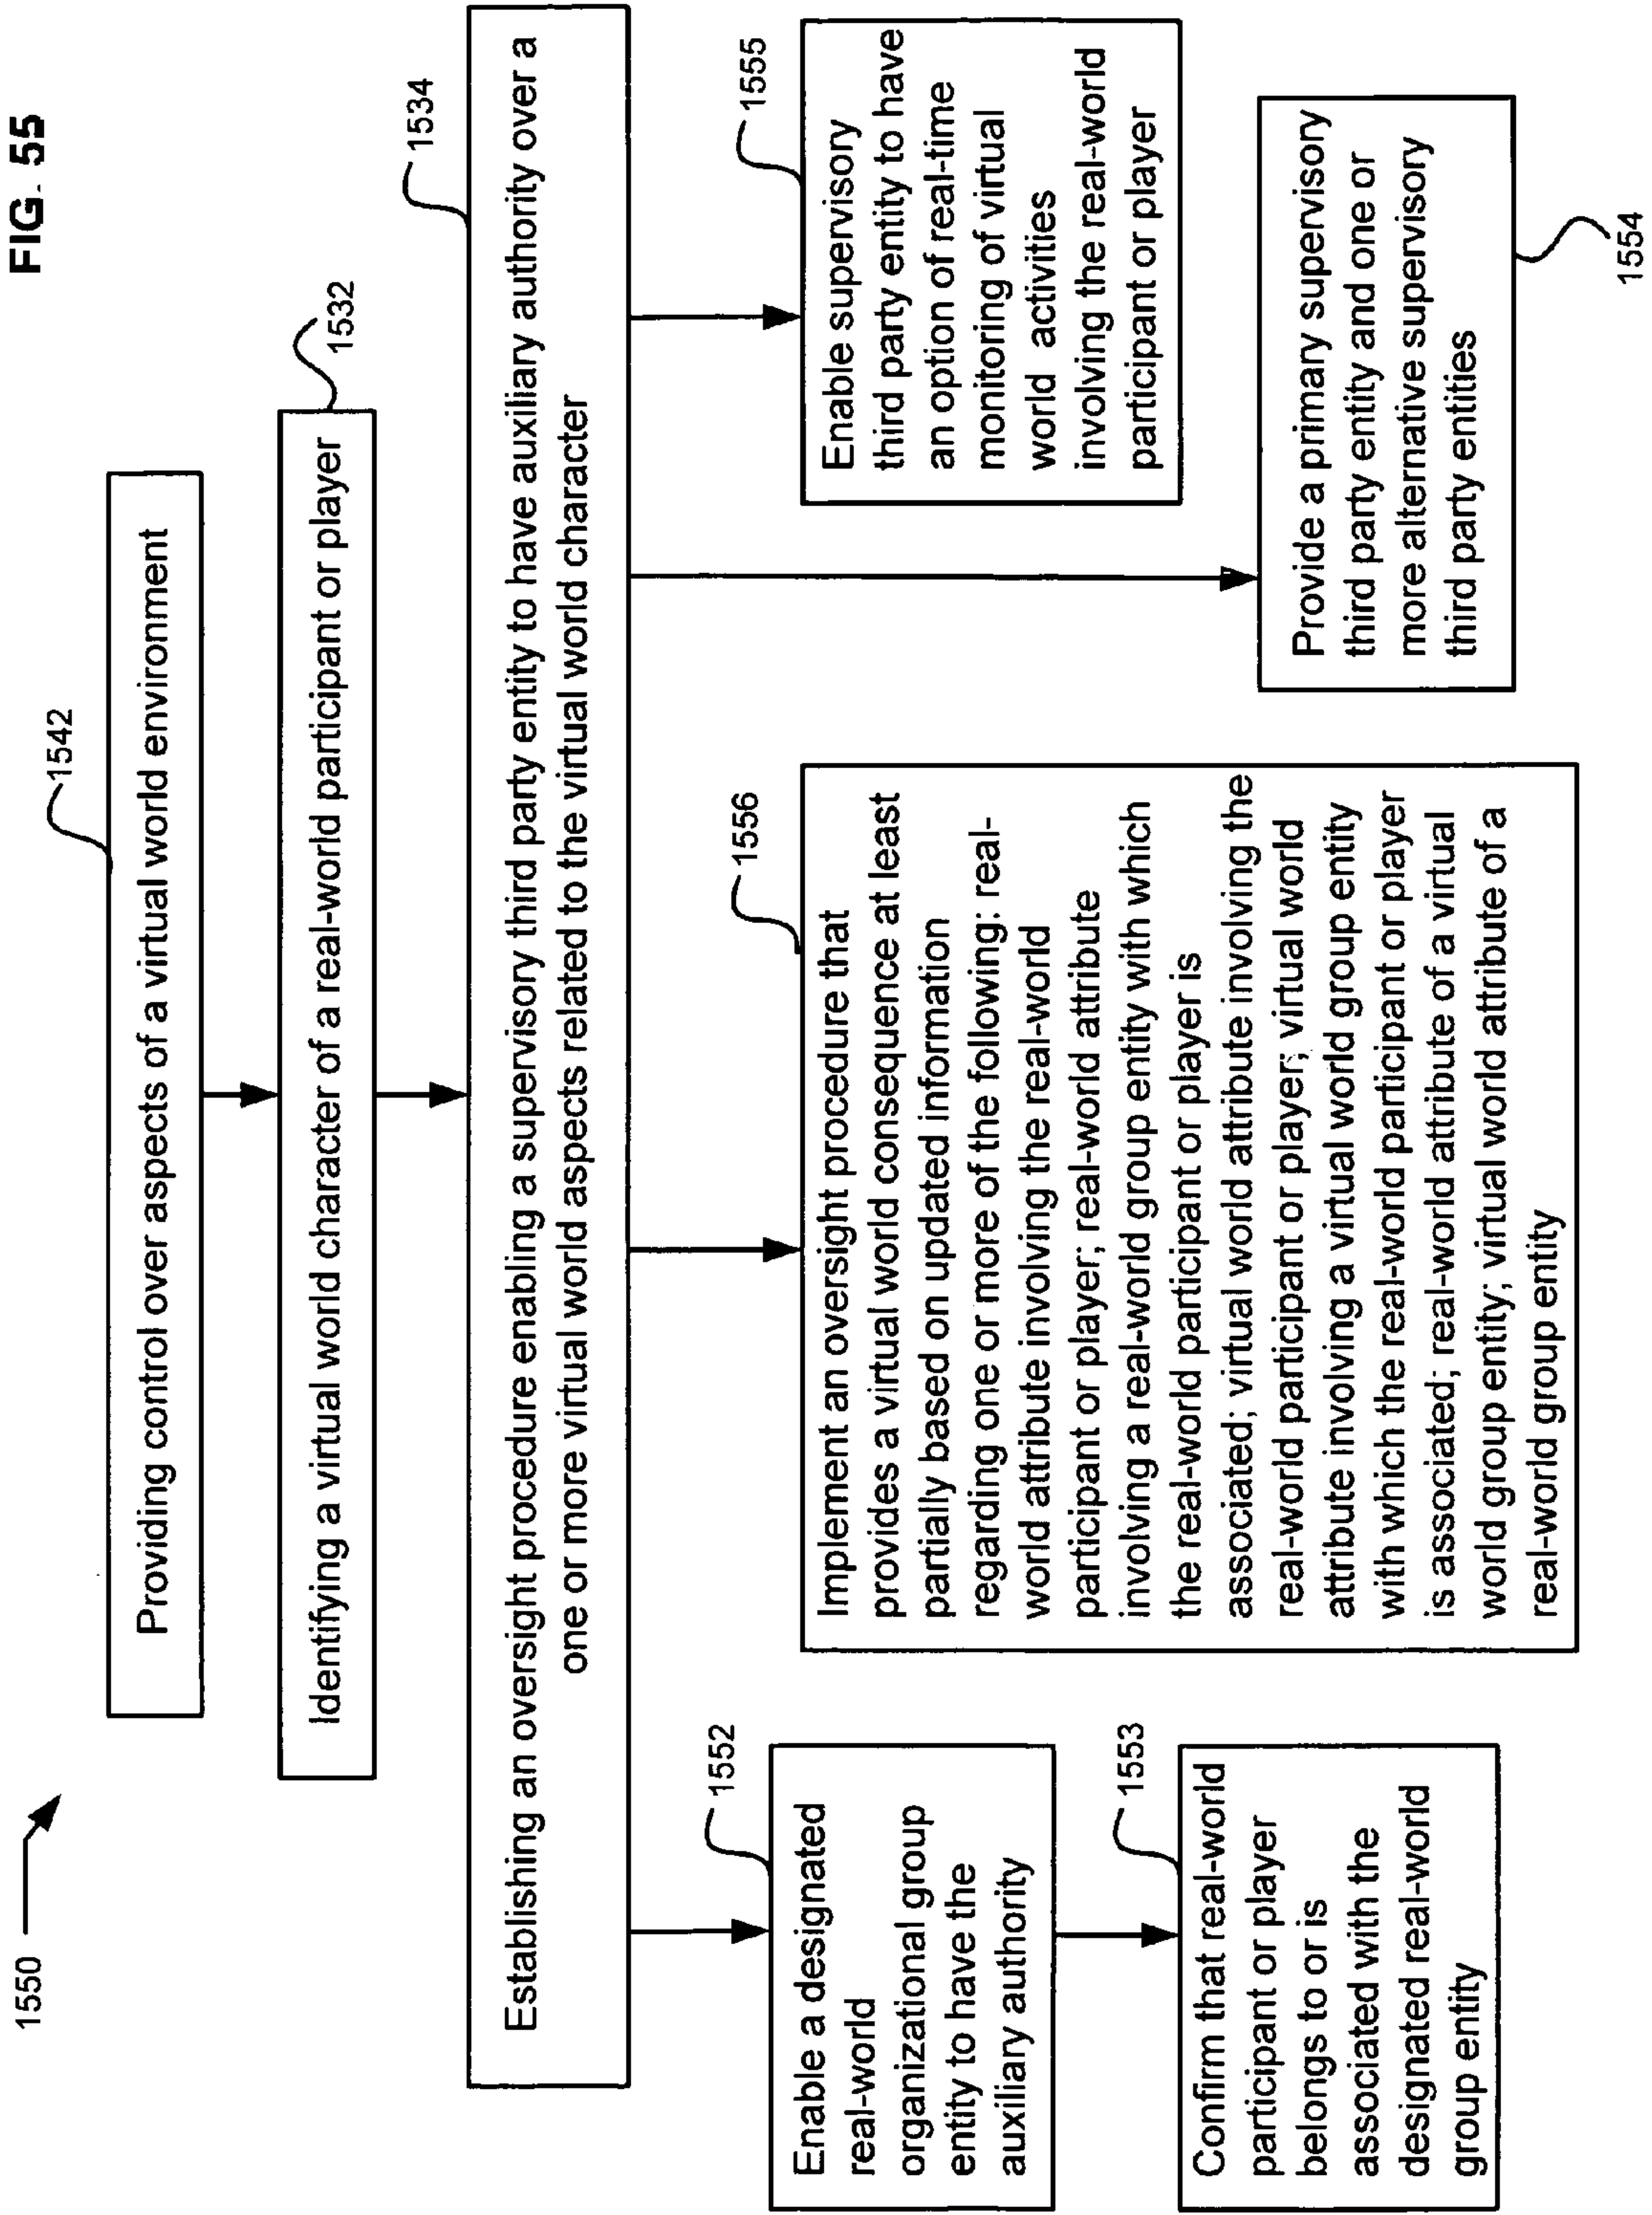 FIG. 55
1550
1542
Providing control over aspects of a virtual world environment
1532
Identifying a virtual world character of a real-world participant or player
1534
Establishing an oversight procedure enabling a supervisory third party entity to have auxiliary authority over a
one or more virtual world aspects related to the virtual world character
1552
Enable a designated
real-world
organizational group
entity to have the
auxiliary authority
1553
Confirm that real-world
participant or player
belongs to or is
associated with the
designated real-world
group entity
1556
Implement an oversight procedure that
provides a virtual world consequence at least
partially based on updated information
regarding one or more of the following: real-
world attribute involving the real-world
participant or player; real-world attribute
involving a real-world group entity with which
the real-world participant or player is
associated; virtual world attribute involving the
real-world participant or player; virtual world
attribute involving a virtual world group entity
with which the real-world participant or player
is associated; real-world attribute of a virtual
world group entity; virtual world attribute of a
real-world group entity
1555
Enable supervisory
third party entity to have
an option of real-time
monitoring of virtual
world activities
involving the real-world
participant or player
Provide a primary supervisory
third party entity and one or
more alternative supervisory
third party entities
1554